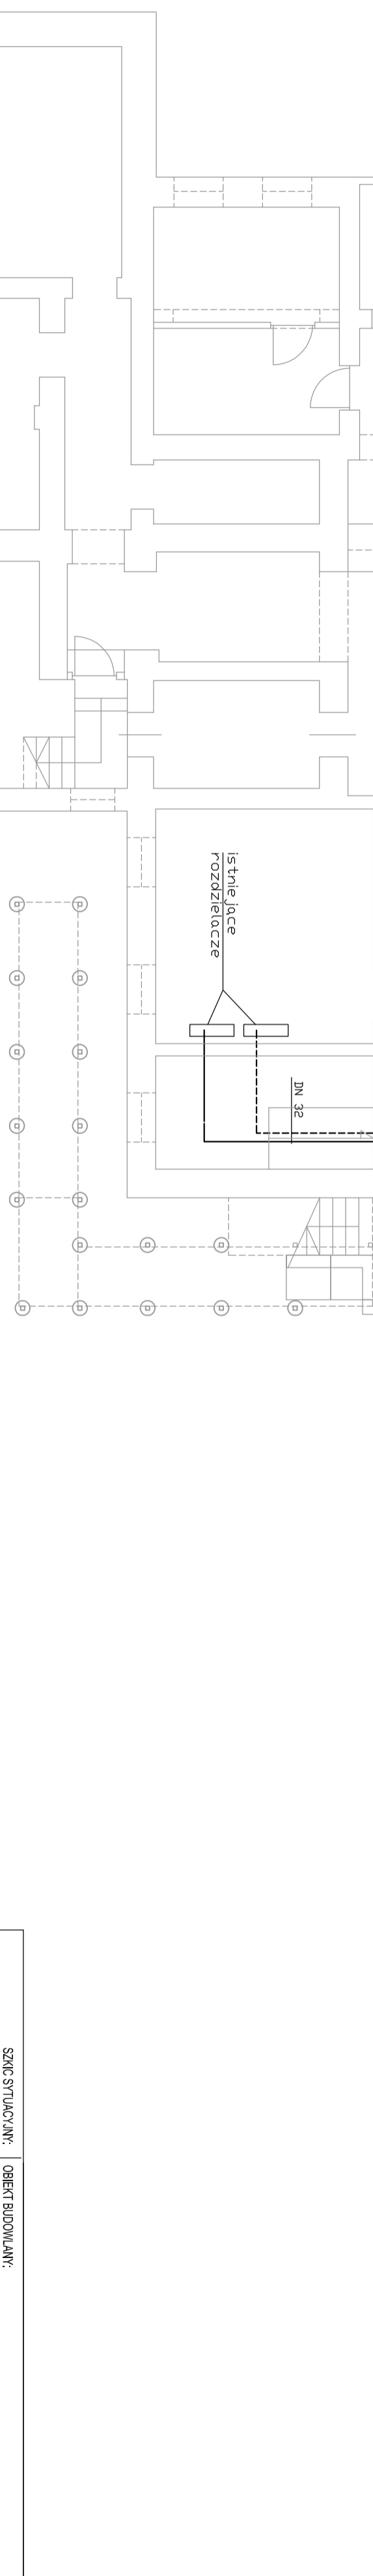 istniejące
rozdzielacze
DN 32
SZKIC SYTUACYJNY:
OBIEKT BUDOWLANY: